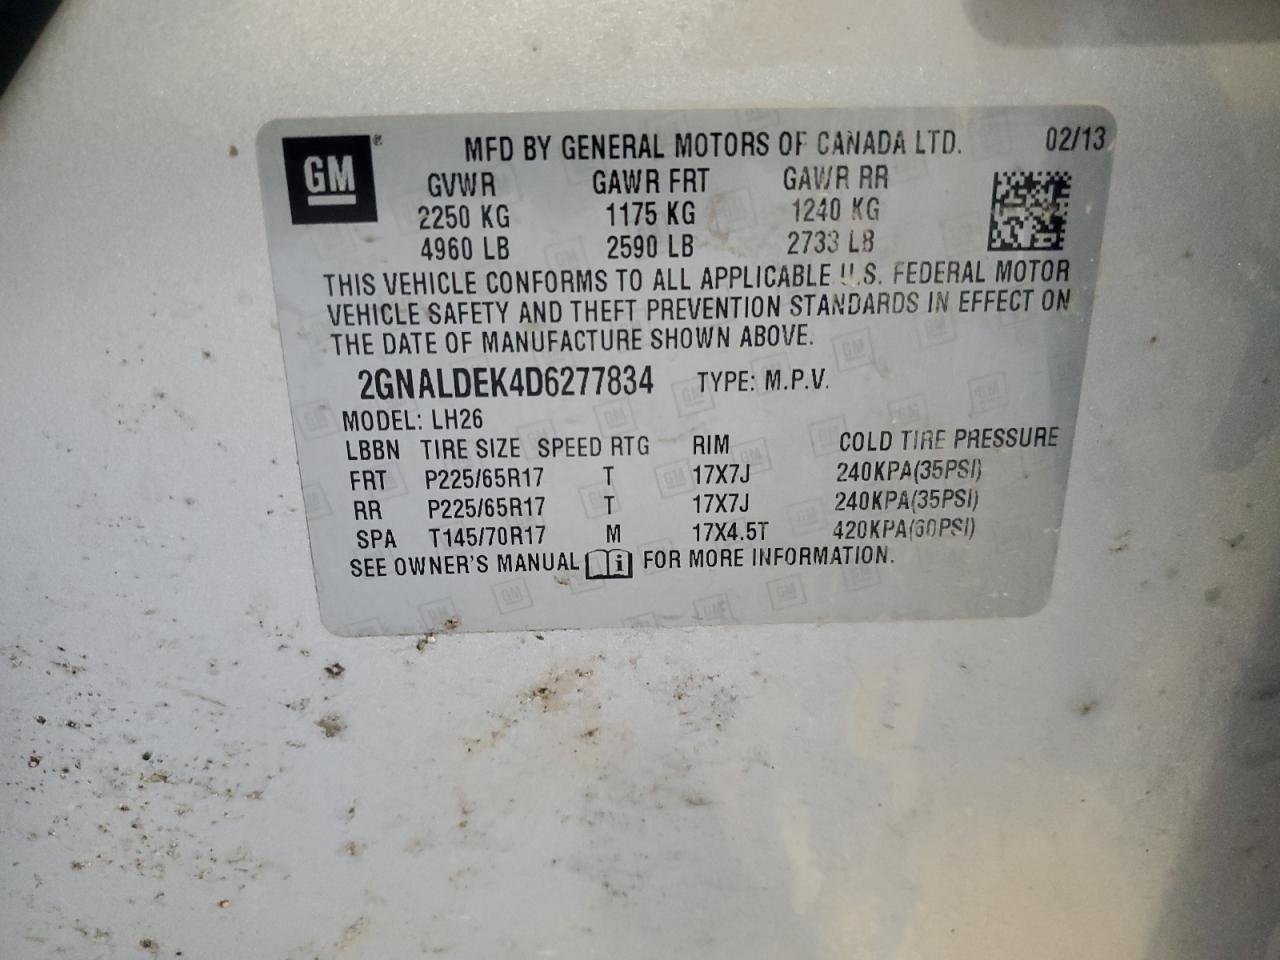 GM ® MFD BY GENERAL MOTORS OF CANADA LTD. 02/13
GVWR GAWR FRT GAWR RR
2250 KG 1175 KG 1240 KG
4960 LB 2590 LB 2733 LB
THIS VEHICLE CONFORMS TO ALL APPLICABLE U.S. FEDERAL MOTOR
VEHICLE SAFETY AND THEFT PREVENTION STANDARDS IN EFFECT ON
THE DATE OF MANUFACTURE SHOWN ABOVE.
2GNALDEK4D6277834 TYPE: M.P.V.
MODEL: LH26
LBBN TIRE SIZE SPEED RTG RIM COLD TIRE PRESSURE
FRT P225/65R17 T 17X7J 240KPA(35PSI)
RR P225/65R17 T 17X7J 240KPA(35PSI)
SPA T145/70R17 M 17X4.5T 420KPA(60PSI)
SEE OWNER'S MANUAL i FOR MORE INFORMATION.